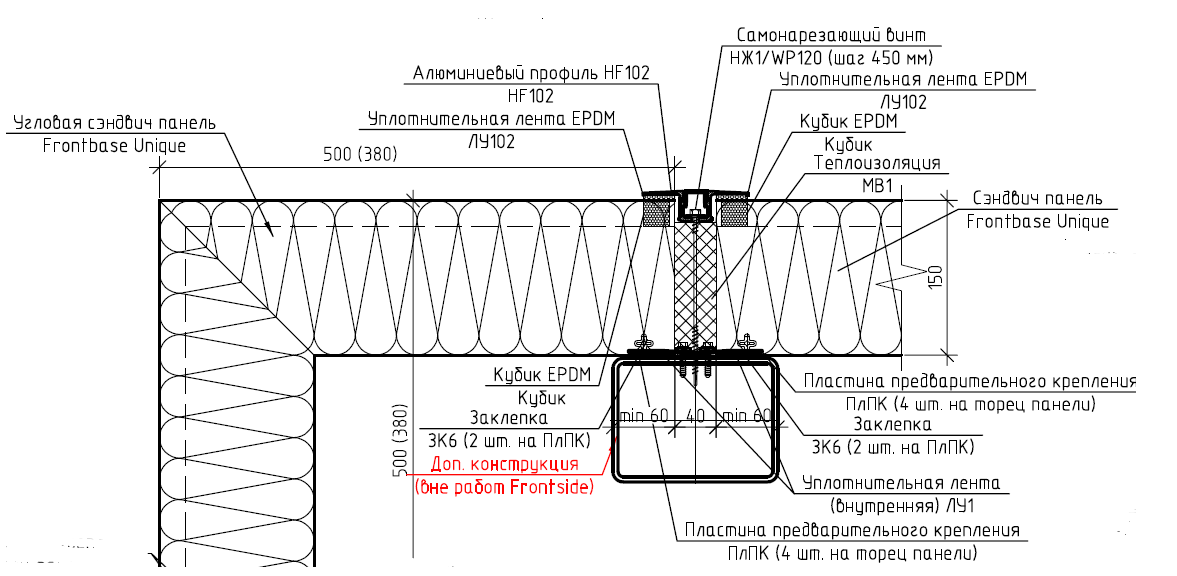 Самонарезающий винт
НЖ1/WP120 (шаг 450 мм)
Алюминиевый профиль HF102
HF102
Уплотнительная лента EPDM
ЛУ102
Уплотнительная лента EPDM
ЛУ102
Угловая сэндвич панель
Frontbase Unique
Кубик EPDM
Кубик
500 (380)
Теплоизоляция
МВ1
Сэндвич панель
Frontbase Unique
150
Кубик EPDM
Кубик
Пластина предварительного крепления
ПлПК (4 шт. на торец панели)
Заклепка
ЗК6 (2 шт. на ПлПК)
min 60
40
min 60
Заклепка
ЗК6 (2 шт. на ПлПК)
500 (380)
Доп. конструкция
(вне работ Frontside)
Уплотнительная лента
(внутренняя) ЛУ1
Пластина предварительного крепления
ПлПК (4 шт. на торец панели)